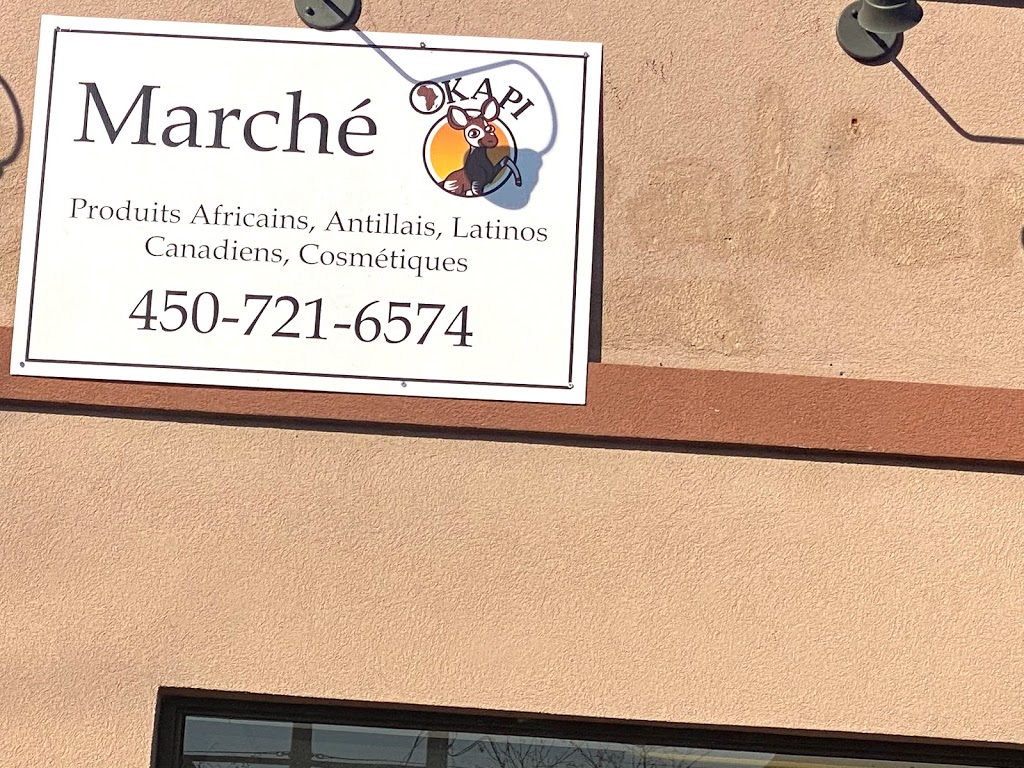 Marché
OKAPI
Produits Africains, Antillais, Latinos
Canadiens, Cosmétiques
450-721-6574